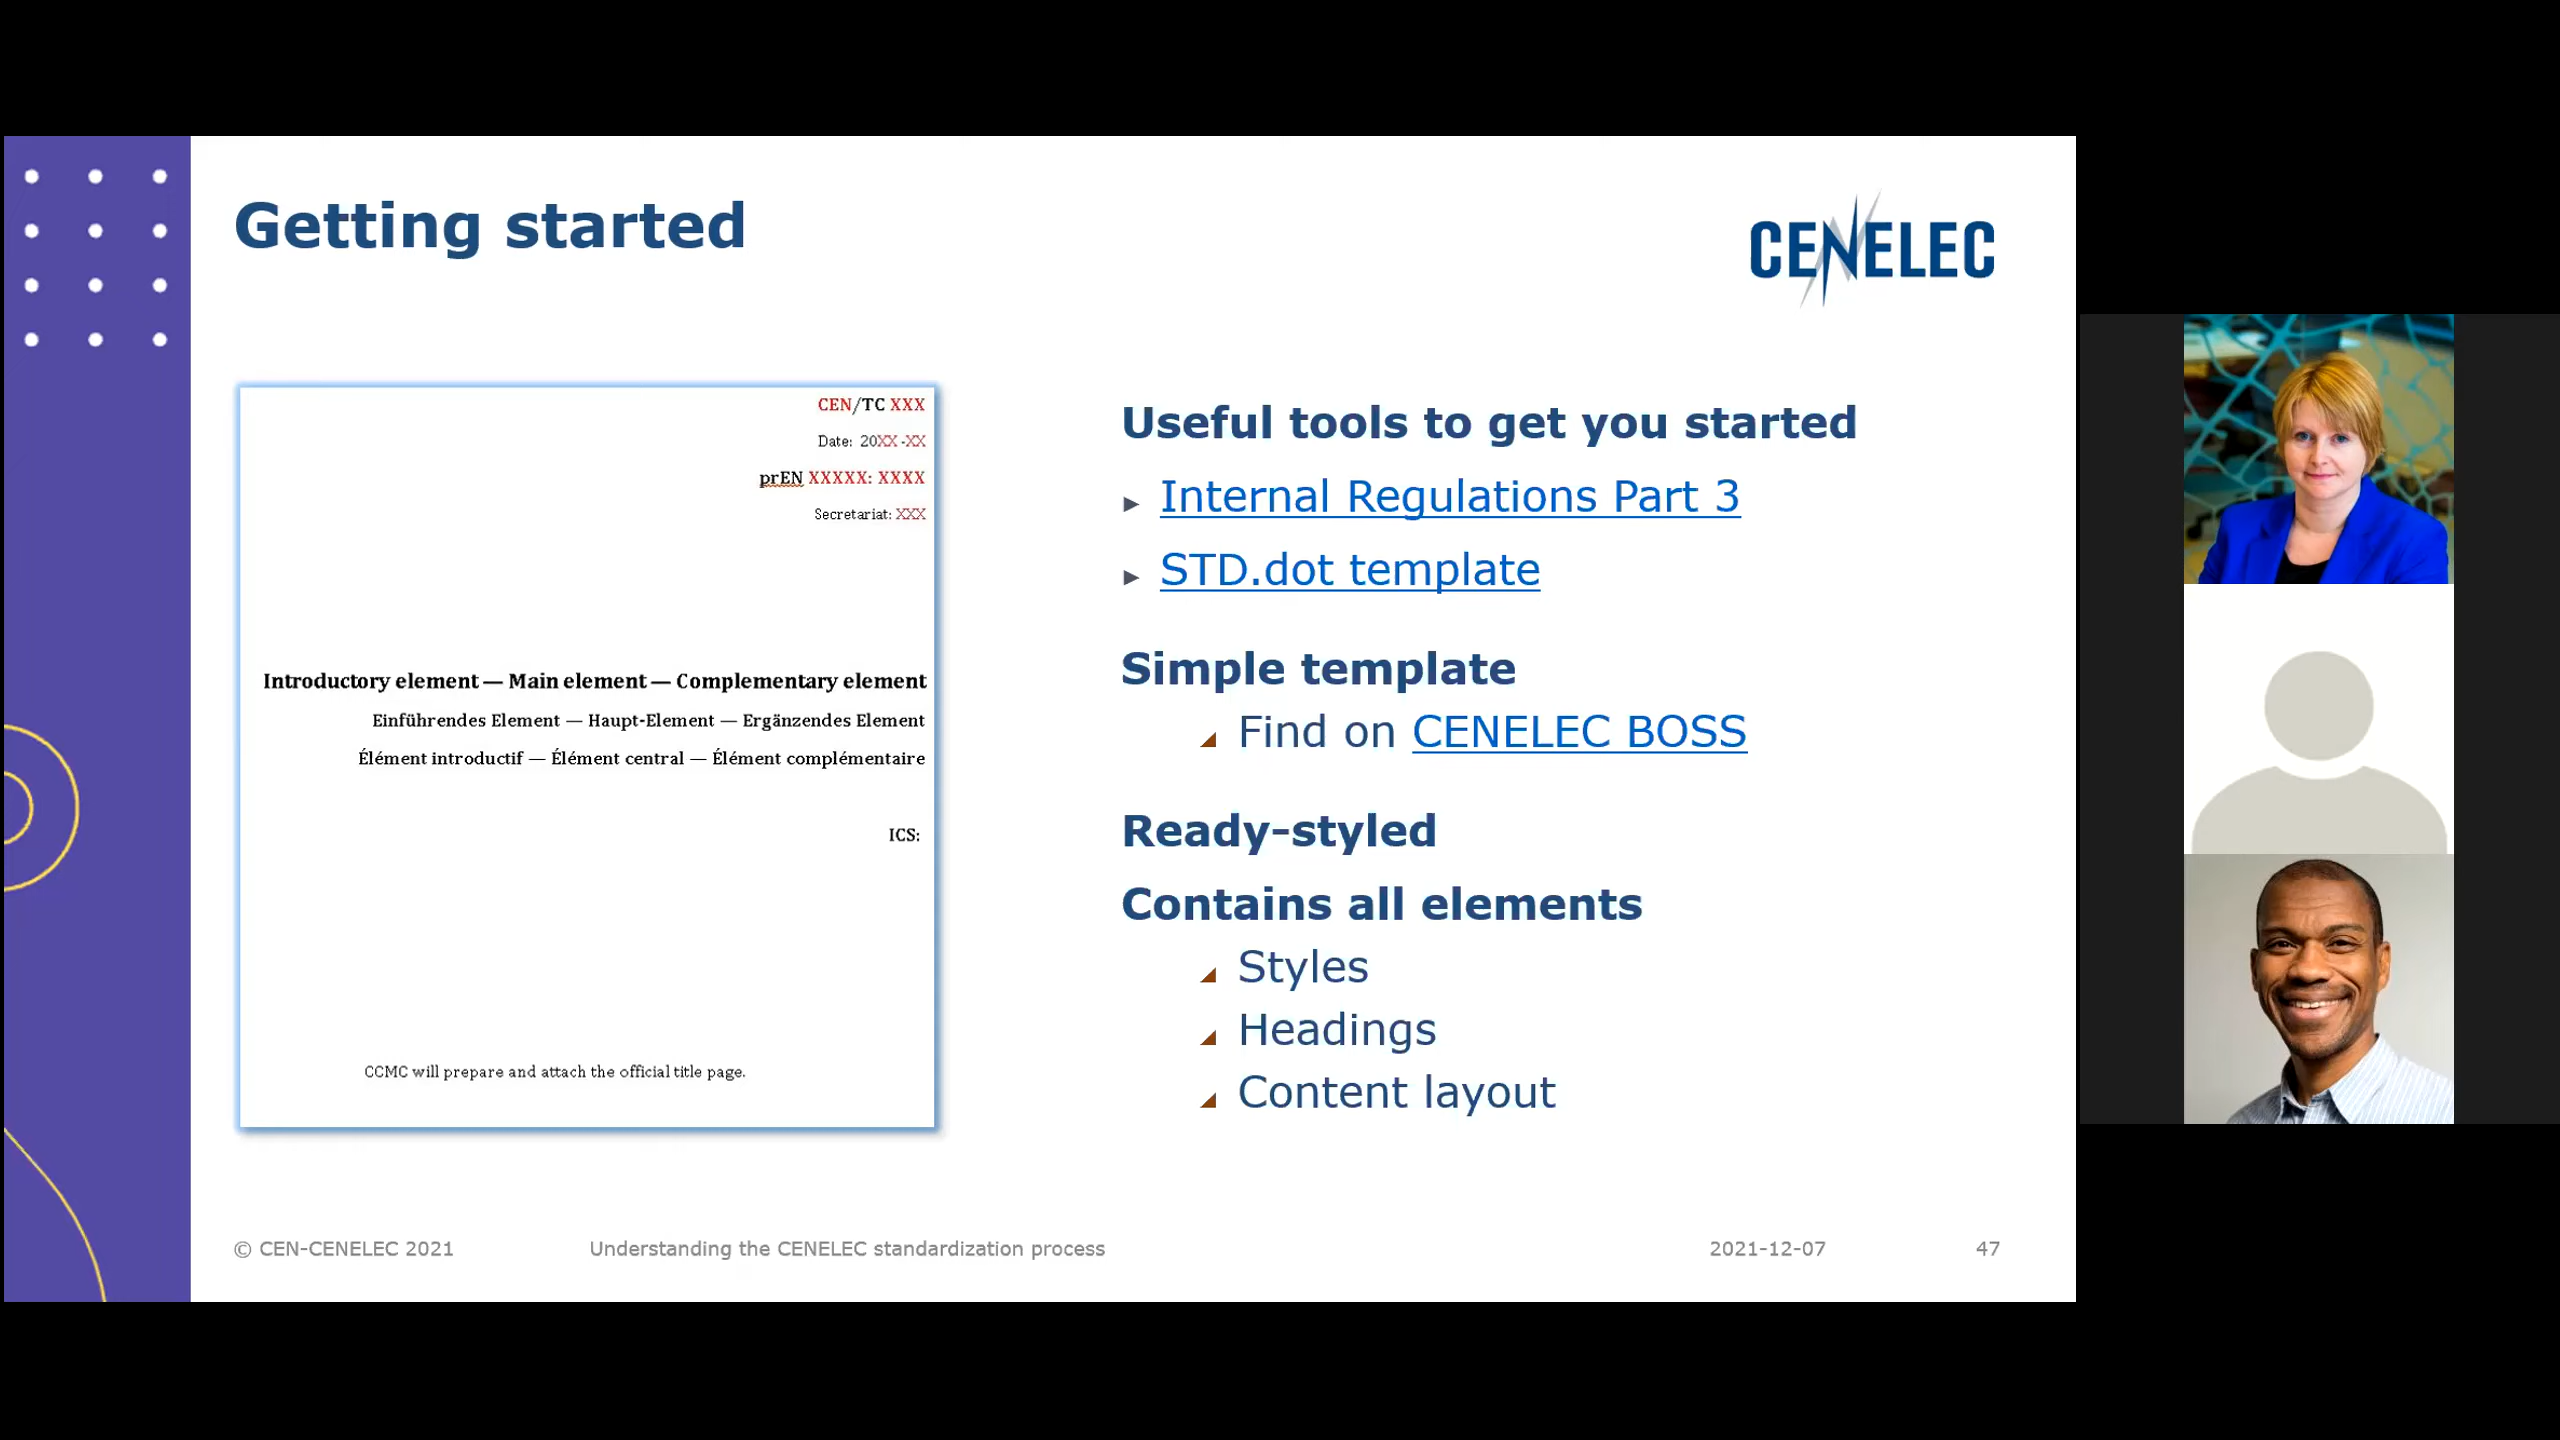 Getting started
CENELEC
CEN/TC XXX
Date: 20XX -XX
prEN XXXXX: XXXX
Secretariat: XXX
Introductory element — Main element — Complementary element
Einführendes Element — Haupt-Element — Ergänzendes Element
Élément introductif — Élément central — Élément complémentaire
ICS:
CCMC will prepare and attach the official title page.
Useful tools to get you started
Internal Regulations Part 3
STD.dot template
Simple template
Find on CENELEC BOSS
Ready-styled
Contains all elements
Styles
Headings
Content layout
© CEN-CENELEC 2021
Understanding the CENELEC standardization process
2021-12-07
47